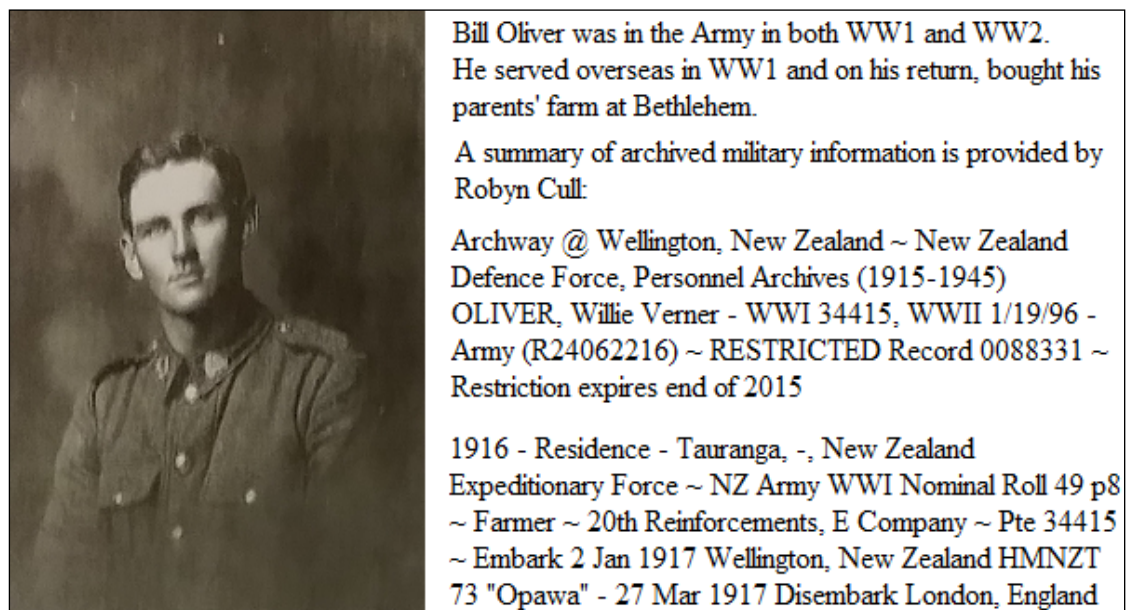 Bill Oliver was in the Army in both WW1 and WW2.
He served overseas in WW1 and on his return, bought his
parents' farm at Bethlehem.
A summary of archived military information is provided by
Robyn Cull:
Archway @ Wellington, New Zealand ~ New Zealand
Defence Force, Personnel Archives (1915-1945)
OLIVER, Willie Verner - WWI 34415, WWII 1/19/96 -
Army (R24062216) ~ RESTRICTED Record 0088331 ~
Restriction expires end of 2015
1916 - Residence - Tauranga, -, New Zealand
Expeditionary Force ~ NZ Army WWI Nominal Roll 49 p8
~ Farmer ~ 20th Reinforcements, E Company ~ Pte 34415
~ Embark 2 Jan 1917 Wellington, New Zealand HMNZT
73 "Opawa" - 27 Mar 1917 Disembark London, England